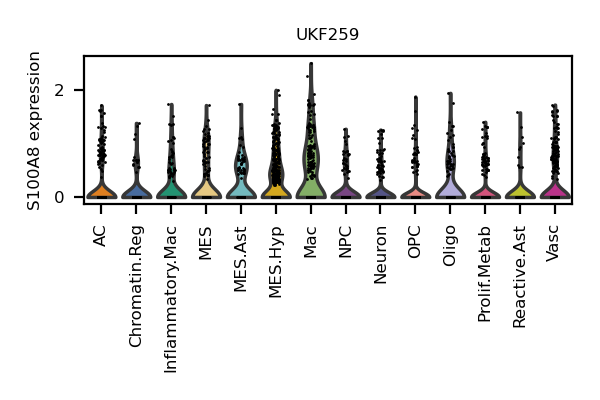 UKF259
S100A8 expression
2
0
AC
Chromatin.Reg
Inflammatory.Mac
MES
MES.Ast
MES.Hyp
Mac
NPC
Neuron
OPC
Oligo
Prolif.Metab
Reactive.Ast
Vasc